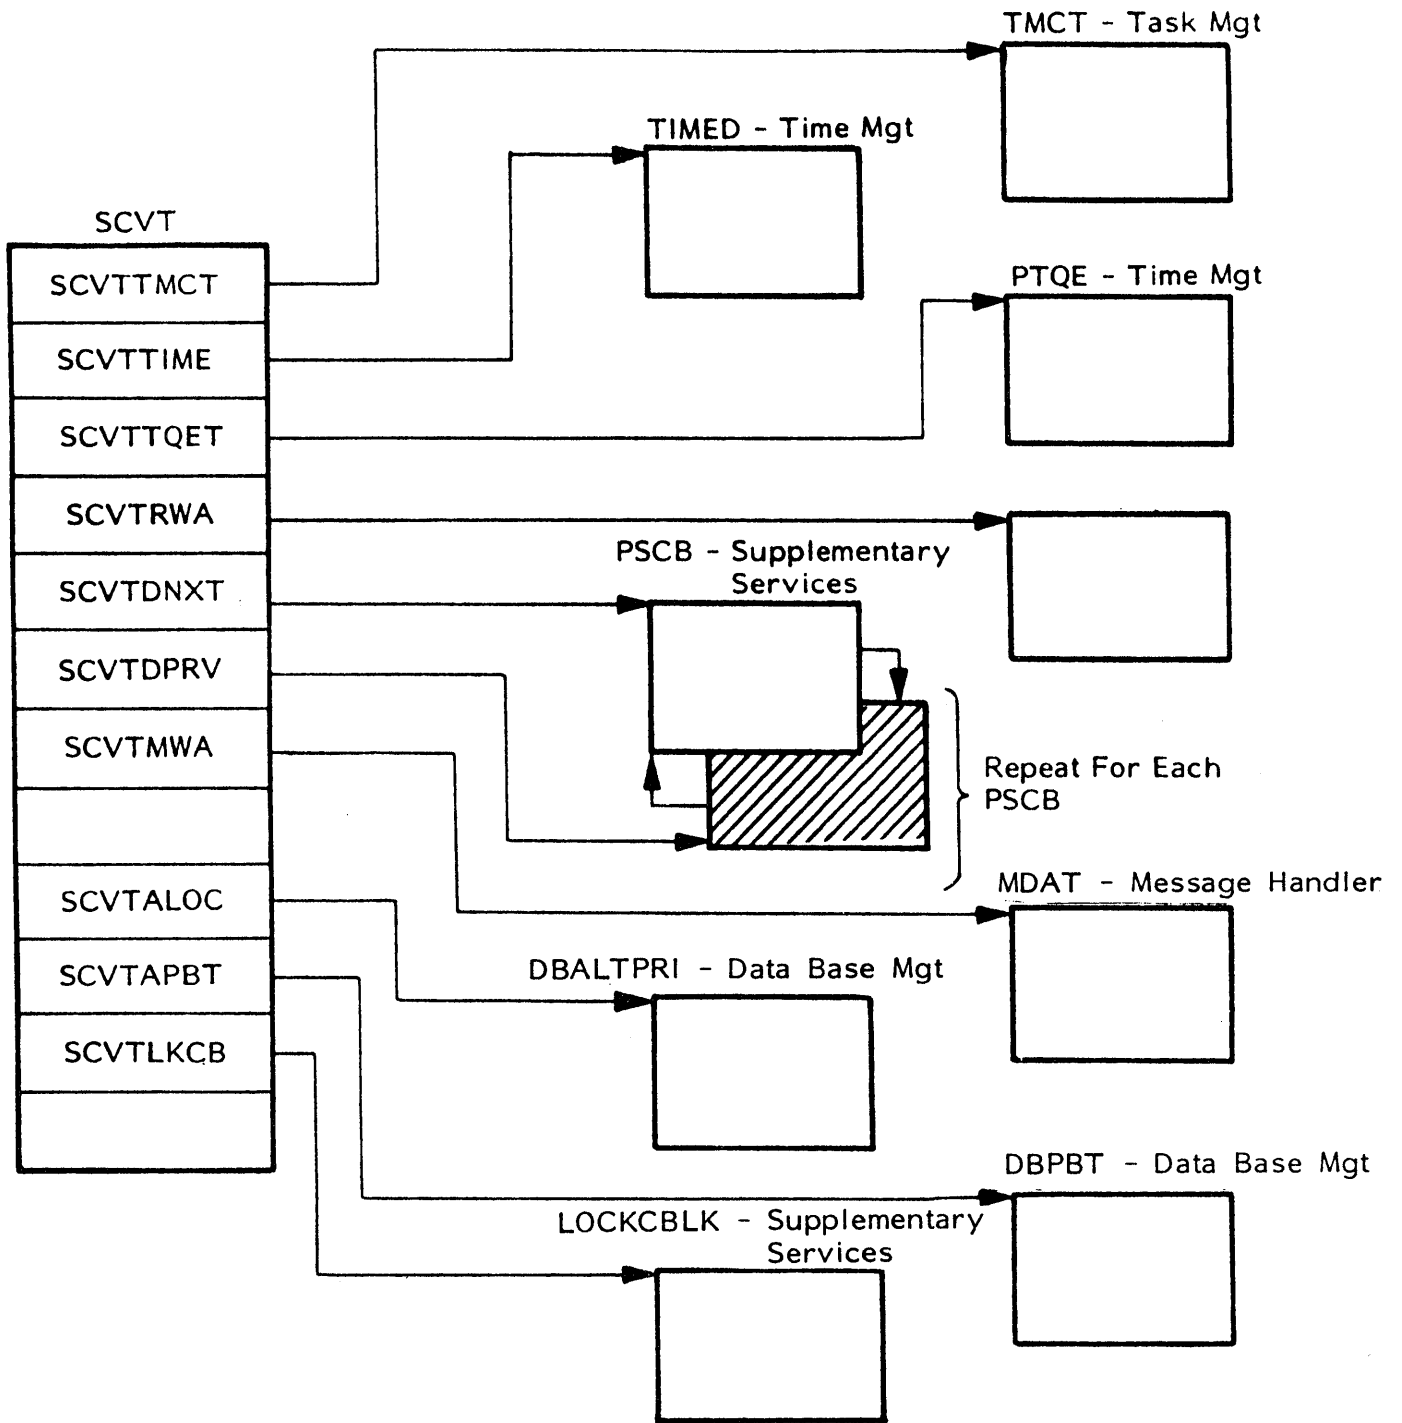 TMCT - Task Mgt
TIMED - Time Mgt
SCVT
SCVTTMCT
PTQE - Time Mgt
SCVTTIME
SCVTTQET
SCVTRWA
PSCB - Supplementary
Services
SCVTDNXT
SCVTDPRV
SCVTMWA
Repeat For Each
PSCB
MDAT - Message Handler
SCVTALOC
DBALTPRI - Data Base Mgt
SCVTAPBT
SCVTLKCB
DBPBT - Data Base Mgt
LOCKCBLK - Supplementary
Services